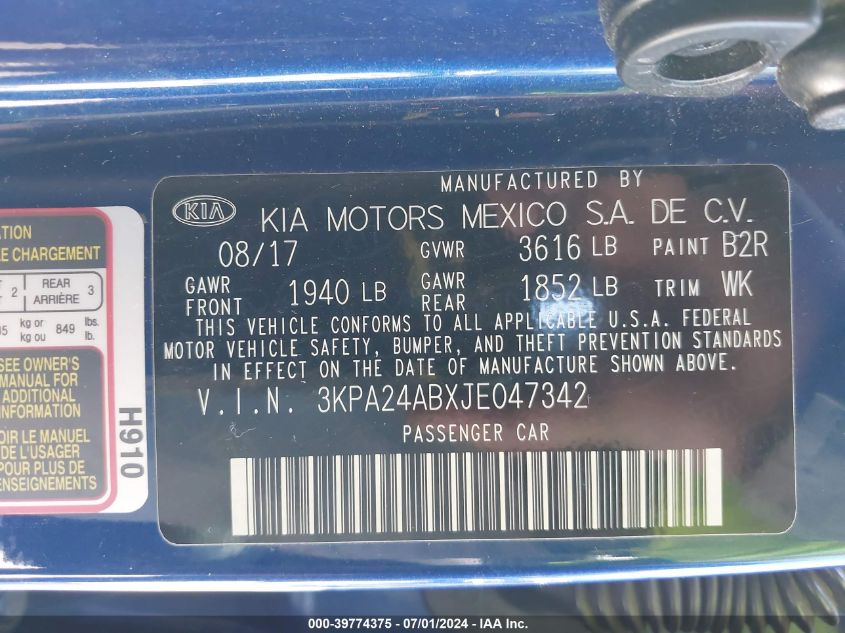 MANUFACTURED BY
KIA KIA MOTORS MEXICO S.A. DE C.V.
08/17 GVWR 3616 LB PAINT B2R
GAWR FRONT 1940 LB GAWR REAR 1852 LB TRIM WK
THIS VEHICLE CONFORMS TO ALL APPLICABLE U.S.A. FEDERAL
MOTOR VEHICLE SAFETY, BUMPER, AND THEFT PREVENTION STANDARDS
IN EFFECT ON THE DATE OF MANUFACTURE SHOWN ABOVE.
V.I.N. 3KPA24ABXJE047342
PASSENGER CAR
CHARGEMENT
2 REAR ARRIÈRE 3
kg or kg ou 849 lbs. lb.
SEE OWNER'S
MANUAL FOR
ADDITIONAL
INFORMATION
VOIR LE MANUEL
DE L'USAGER
POUR PLUS DE
RENSEIGNEMENTS
H910
000-39774375 - 07/01/2024 - IAA Inc.